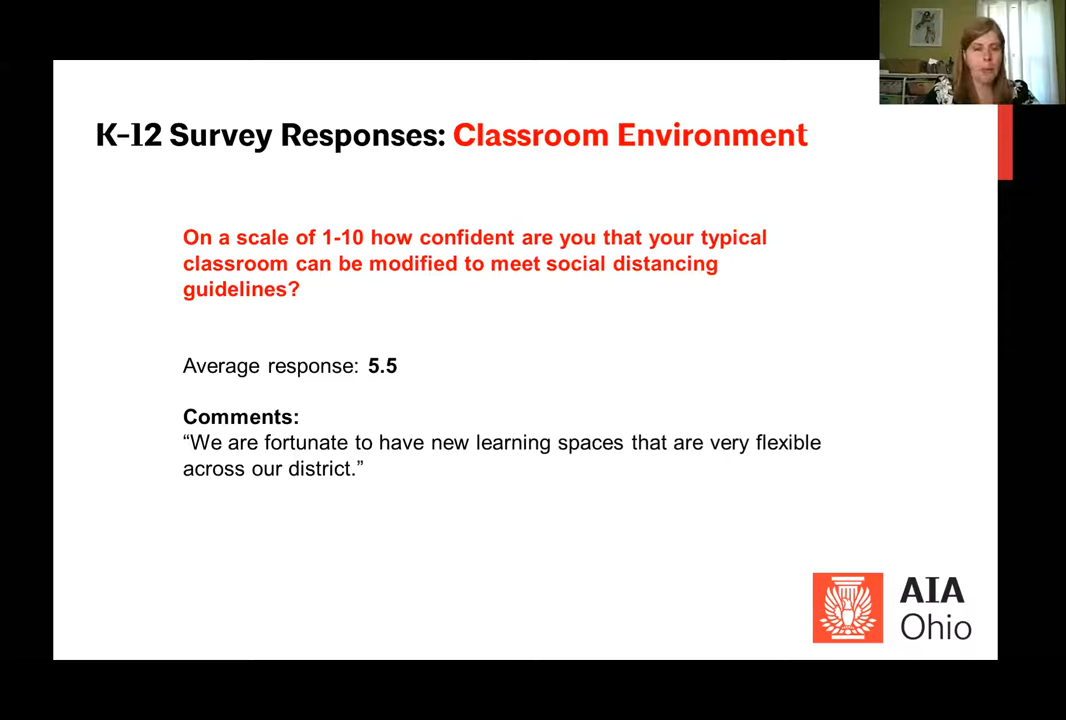 K-12 Survey Responses: Classroom Environment
On a scale of 1-10 how confident are you that your typical
classroom can be modified to meet social distancing
guidelines?
Average response: 5.5
Comments:
“We are fortunate to have new learning spaces that are very flexible
across our district.”
AIA
Ohio